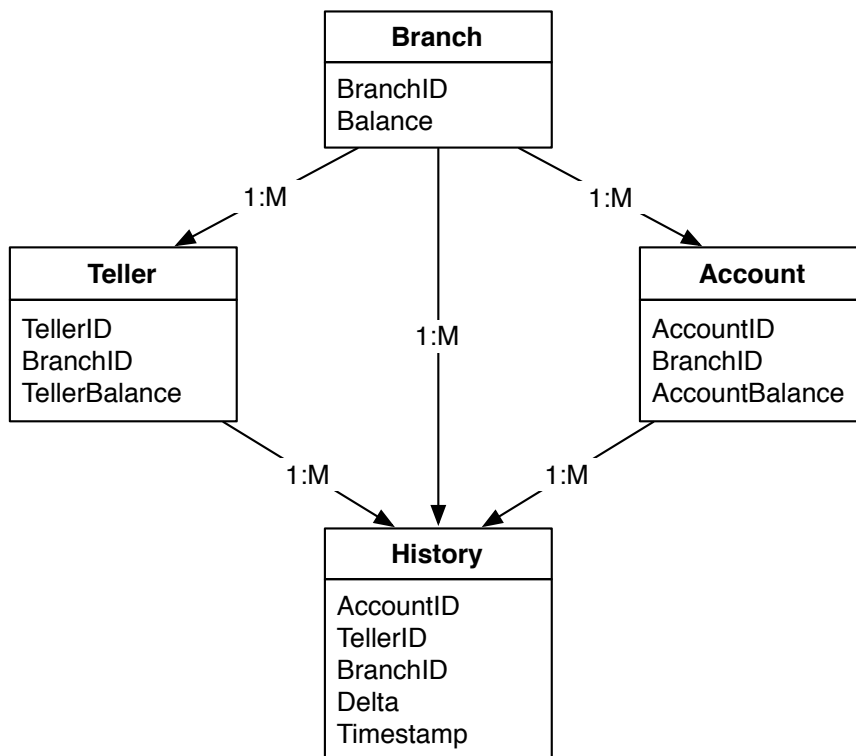 Branch
BranchID
Balance
1:M
1:M
Teller
TellerID
BranchID
TellerBalance
1:M
Account
AccountID
BranchID
AccountBalance
1:M
1:M
History
AccountID
TellerID
BranchID
Delta
Timestamp